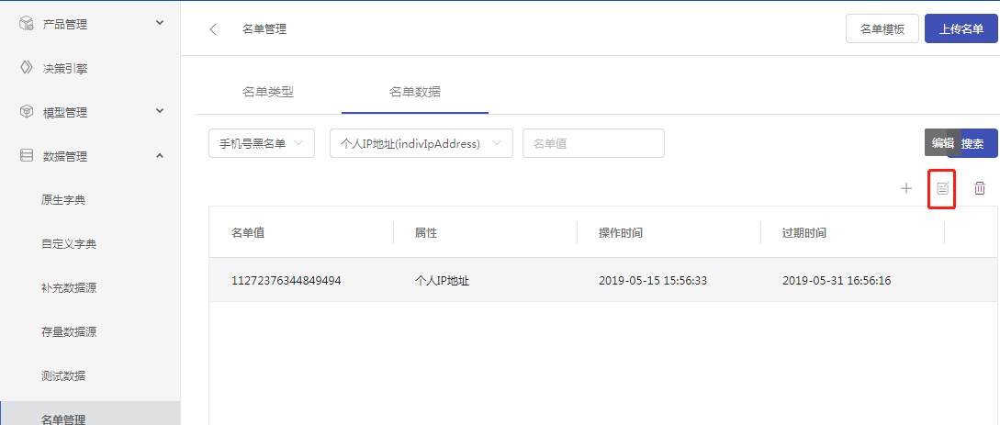 产品管理
决策引擎
模型管理
数据管理
原生字典
自定义字典
补充数据源
存量数据源
测试数据
名单管理
名单管理
名单模板
上传名单
名单类型
名单数据
手机号黑名单
个人IP地址(indivIpAddress)
名单值
编辑
搜索
名单值 属性 操作时间 过期时间
11272376344849494 个人IP地址 2019-05-15 15:56:33 2019-05-31 16:56:16